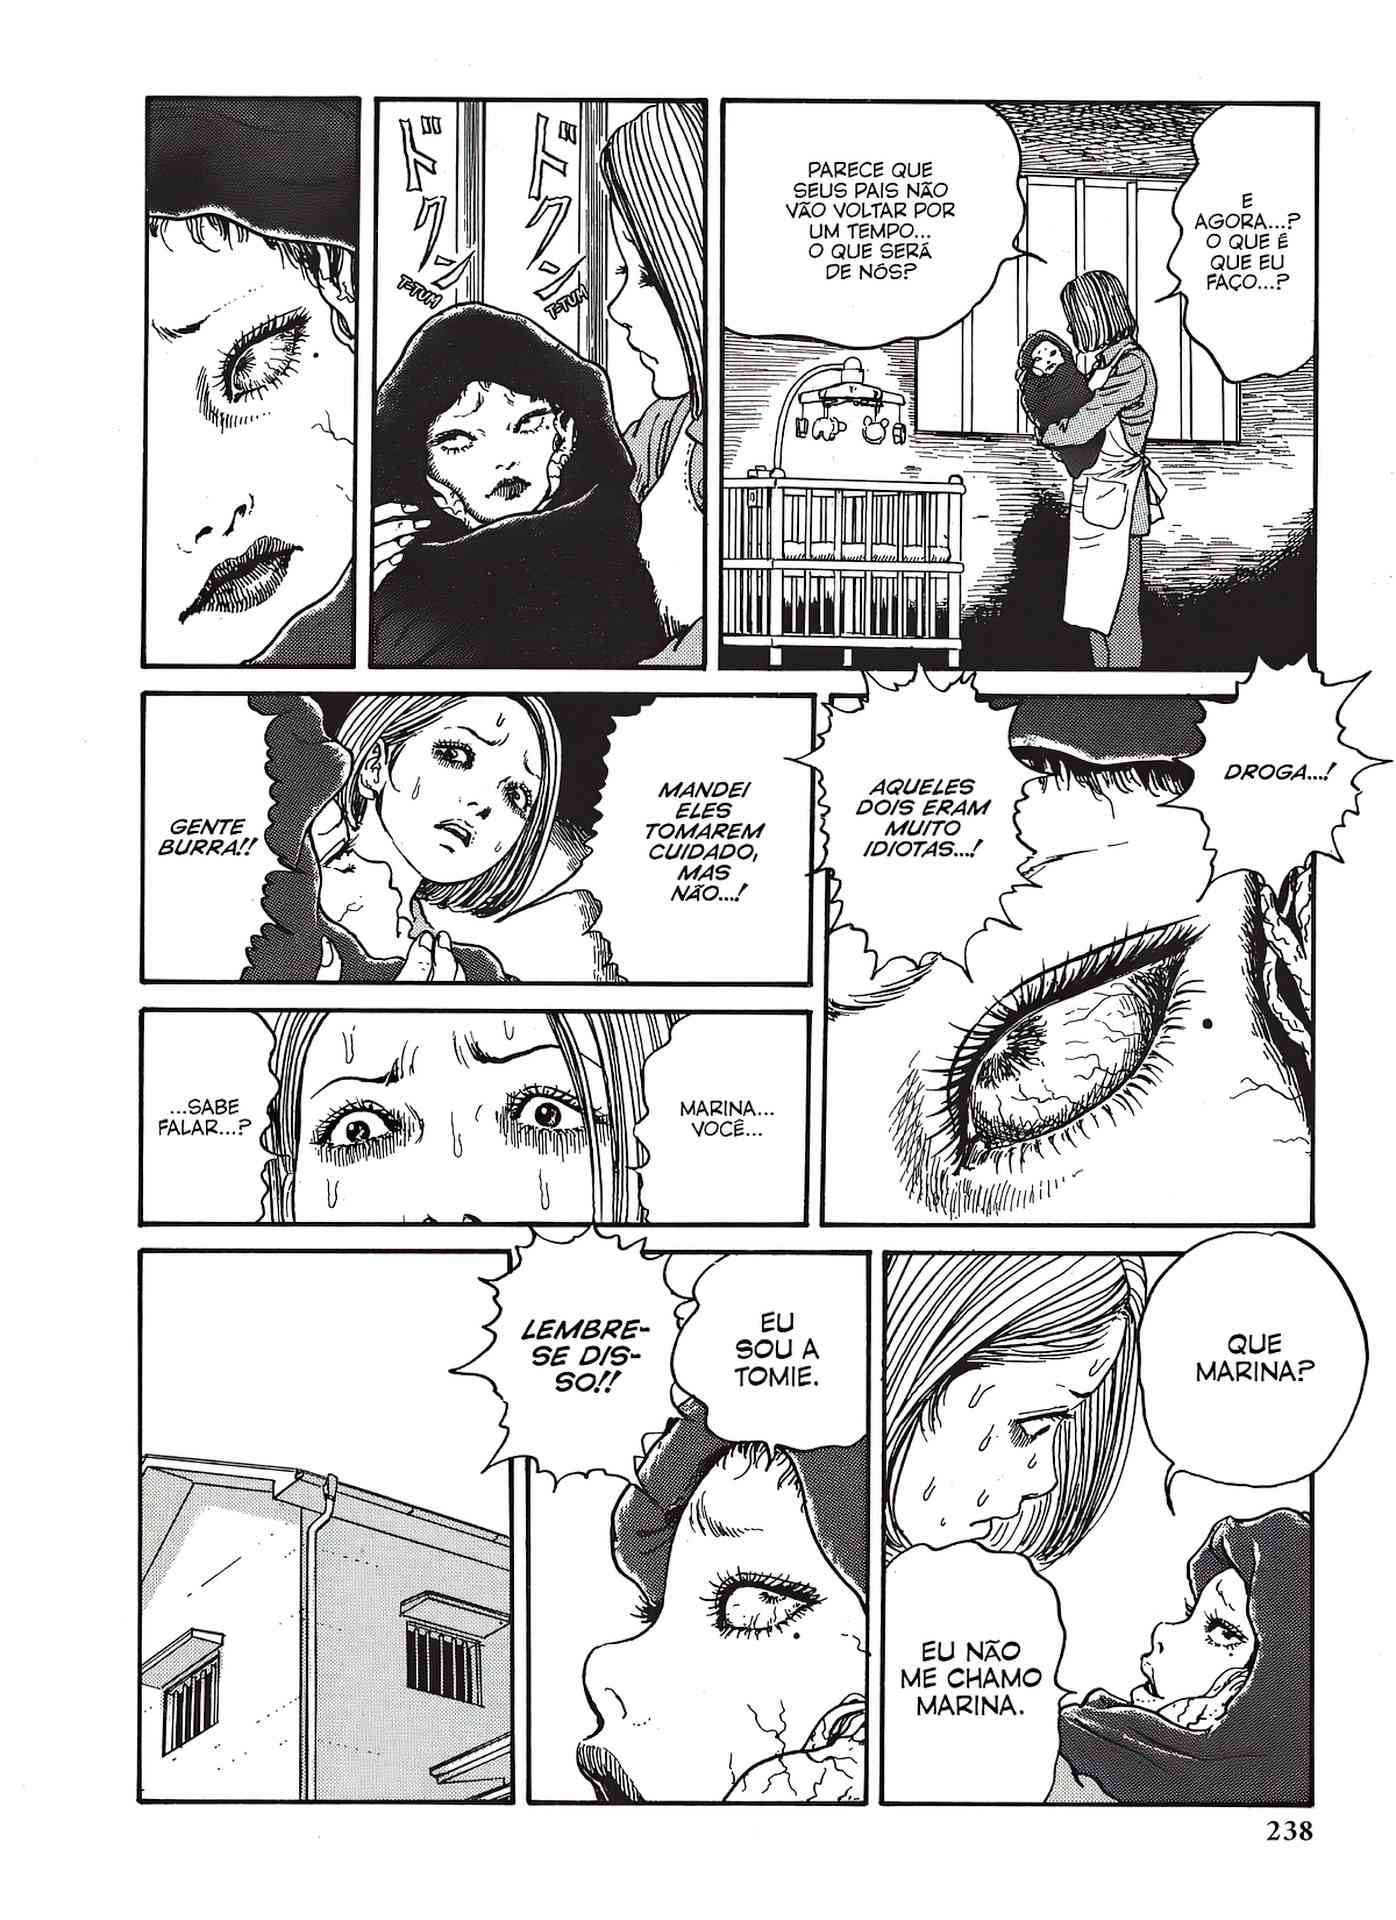 E
AGORA...?
O QUE É
QUE EU
FAÇO...?
PARECE QUE
SEUS PAIS NÃO
VÃO VOLTAR POR
UM TEMPO...
O QUE SERÁ
DE NÓS?
ドクン
T-TUM
ドクン
T-TUM
DROGA...!
AQUELES
DOIS ERAM
MUITO
IDIOTAS...!
MANDEI
ELES
TOMAREM
CUIDADO,
MAS
NÃO...!
GENTE
BURRA!!
MARINA...
VOCÊ...
...SABE
FALAR...?
QUE
MARINA?
EU NÃO
ME CHAMO
MARINA.
EU
SOU A
TOMIE.
LEMBRE-
SE DIS-
SO!!
238